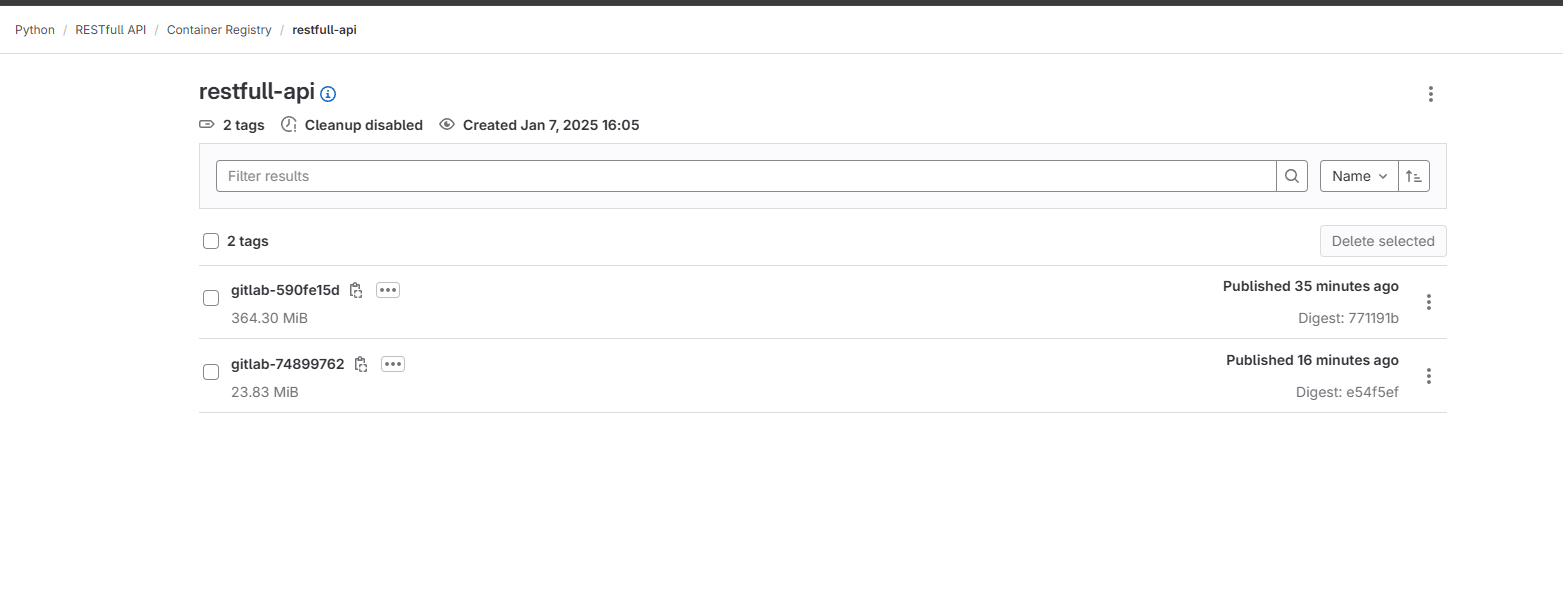 Python / RESTfull API / Container Registry / restfull-api
restfull-api
2 tags Cleanup disabled Created Jan 7, 2025 16:05
Filter results Name
2 tags Delete selected
gitlab-590fe15d Published 35 minutes ago
364.30 MiB Digest: 771191b
gitlab-74899762 Published 16 minutes ago
23.83 MiB Digest: e54f5ef